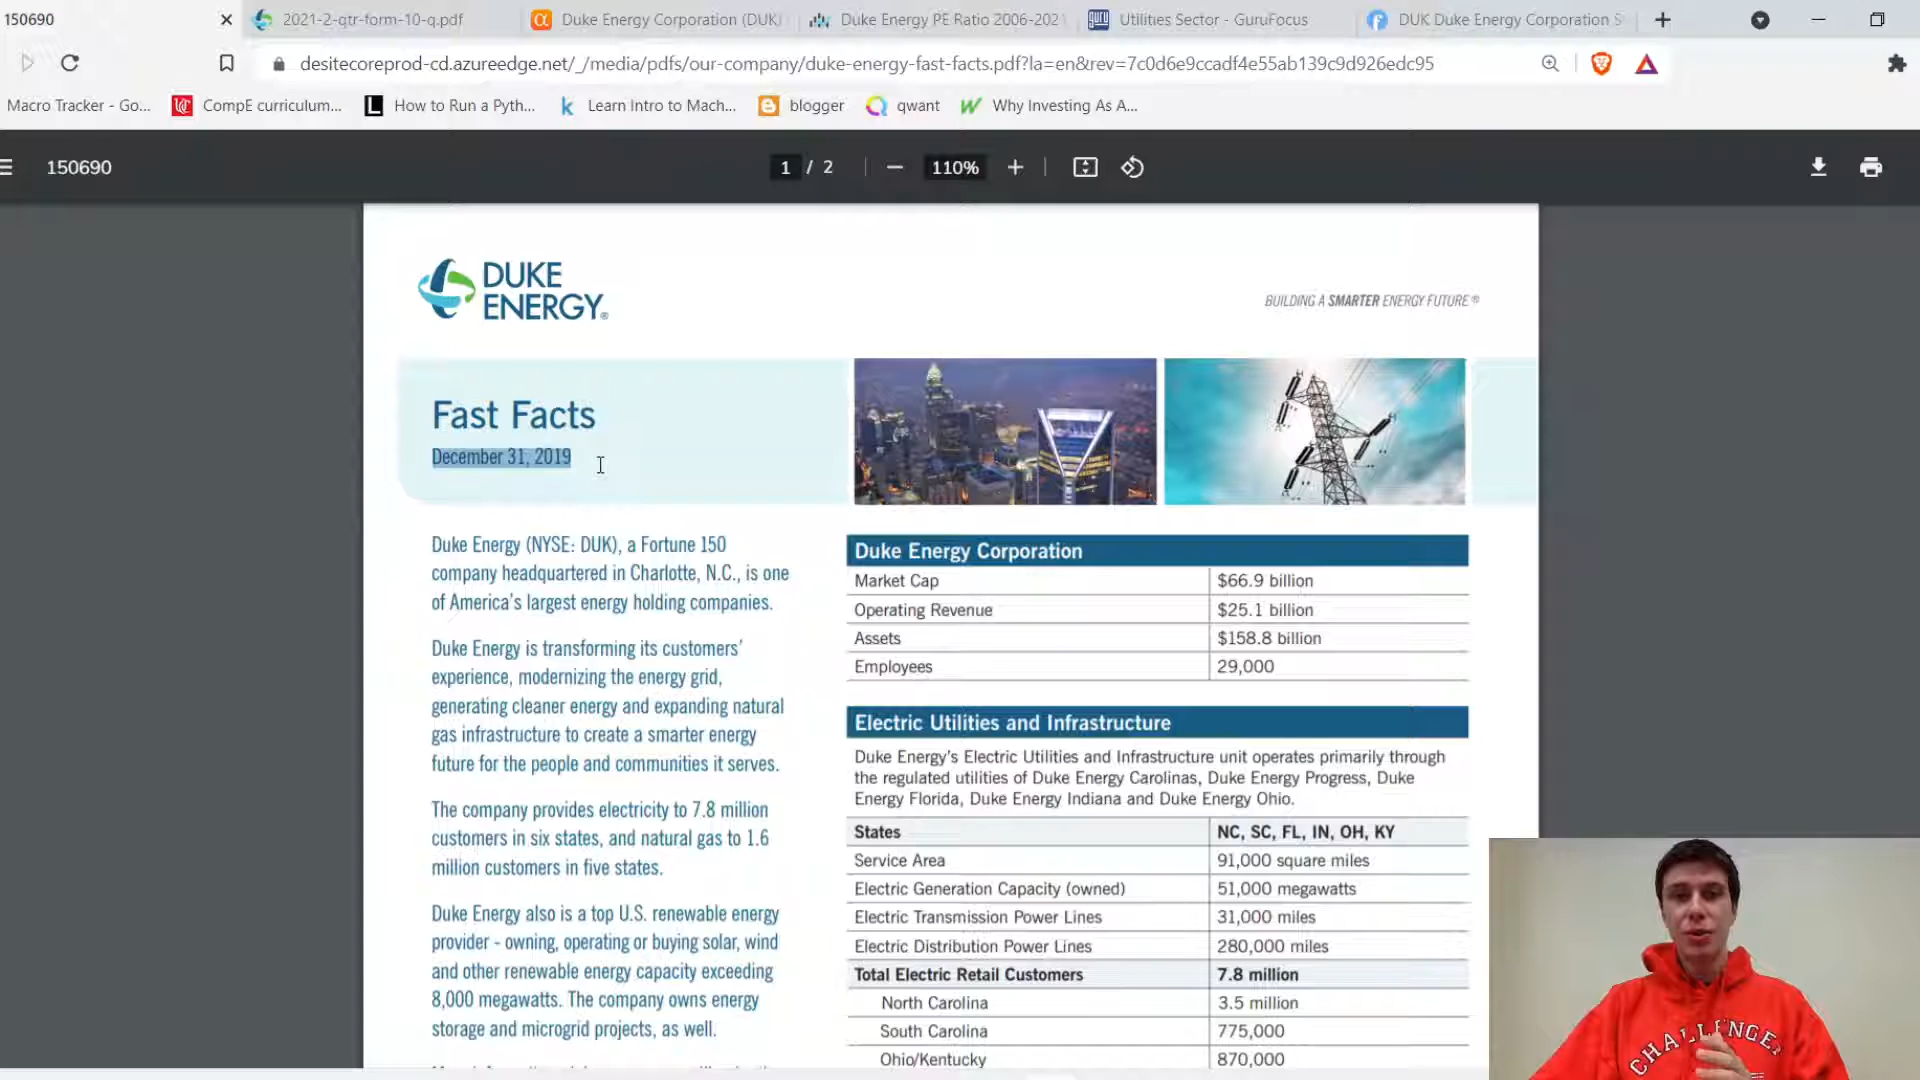 150690
2021-2-qtr-form-10-q.pdf
Duke Energy Corporation (DUK)
Duke Energy PE Ratio 2006-2021
Utilities Sector - GuruFocus
DUK Duke Energy Corporation S
desitecoreprod-cd.azureedge.net/_/media/pdfs/our-company/duke-energy-fast-facts.pdf?la=en&rev=7c0d6e9ccadf4e55ab139c9d926edc95
Macro Tracker - Go...
CompE curriculum...
How to Run a Pyth...
Learn Intro to Mach...
blogger
qwant
Why Investing As A...
150690
1 / 2
110%
DUKE
ENERGY®
BUILDING A SMARTER ENERGY FUTURE ®
Fast Facts
December 31, 2019
Duke Energy (NYSE: DUK), a Fortune 150
company headquartered in Charlotte, N.C., is one
of America's largest energy holding companies.
Duke Energy is transforming its customers'
experience, modernizing the energy grid,
generating cleaner energy and expanding natural
gas infrastructure to create a smarter energy
future for the people and communities it serves.
The company provides electricity to 7.8 million
customers in six states, and natural gas to 1.6
million customers in five states.
Duke Energy also is a top U.S. renewable energy
provider - owning, operating or buying solar, wind
and other renewable energy capacity exceeding
8,000 megawatts. The company owns energy
storage and microgrid projects, as well.
Duke Energy Corporation
Market Cap $66.9 billion
Operating Revenue $25.1 billion
Assets $158.8 billion
Employees 29,000
Electric Utilities and Infrastructure
Duke Energy's Electric Utilities and Infrastructure unit operates primarily through
the regulated utilities of Duke Energy Carolinas, Duke Energy Progress, Duke
Energy Florida, Duke Energy Indiana and Duke Energy Ohio.
States NC, SC, FL, IN, OH, KY
Service Area 91,000 square miles
Electric Generation Capacity (owned) 51,000 megawatts
Electric Transmission Power Lines 31,000 miles
Electric Distribution Power Lines 280,000 miles
Total Electric Retail Customers 7.8 million
North Carolina 3.5 million
South Carolina 775,000
Ohio/Kentucky 870,000
CHALLENGER